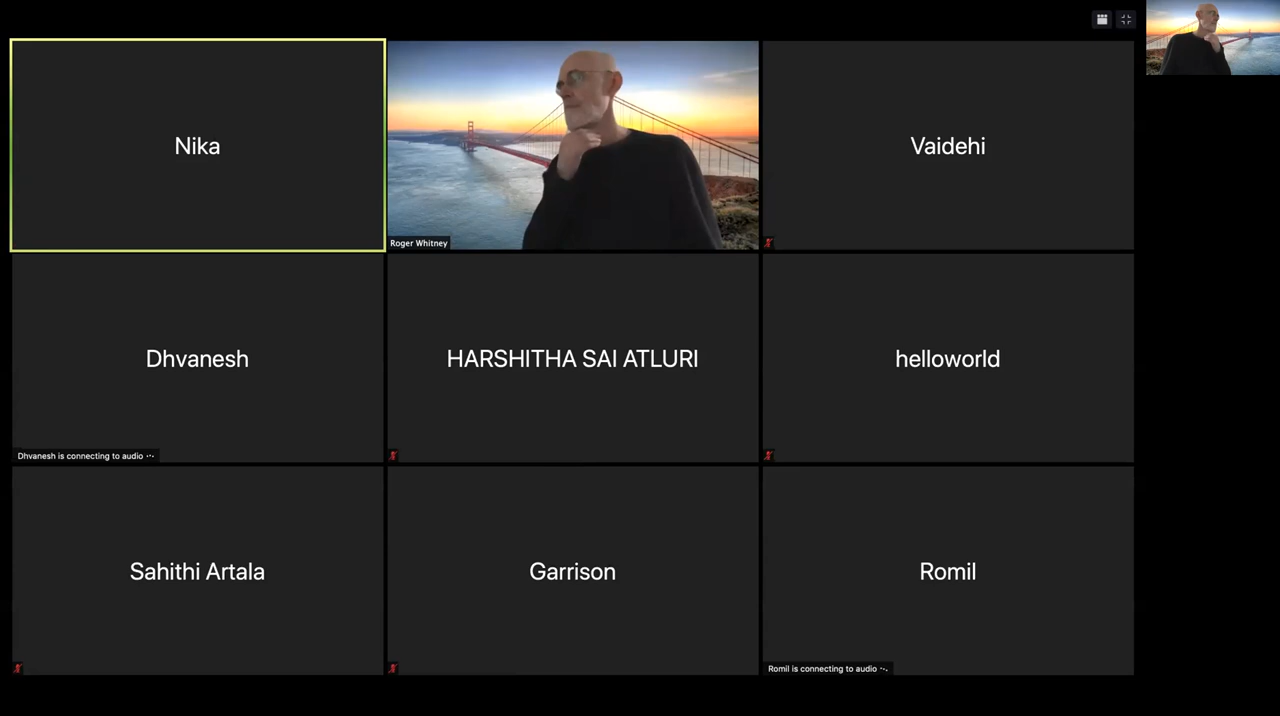 Nika
Roger Whitney
Vaidehi
Dhvanesh
Dhvanesh is connecting to audio
HARSHITHA SAI ATLURI
helloworld
Sahithi Artala
Garrison
Romil
Romil is connecting to audio